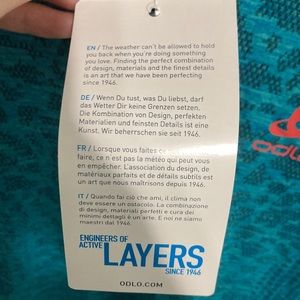 EN / The weather can't be allowed to hold
you back when you're doing something
you love. Finding the perfect combination
of design, materials and the finest details
is an art that we have been perfecting
since 1946.
DE / Wenn Du tust, was Du liebst, darf
das Wetter Dir keine Grenzen setzen.
Die Kombination von Design, perfekten
Materialien und feinsten Details ist eine
Kunst. Wir beherrschen sie seit 1946.
FR / Lorsque vous faites ce
faire, ce n'est pas la météo qui peut vous
en empêcher. L'association du design, de
matériaux parfaits et de détails subtils est
un art que nous maîtrisons depuis 1946.
IT / Quando fai ciò che ami, il clima non
deve essere un ostacolo. La combinazione
di design, materiali perfetti e cura dei
minimi dettagli è un arte. E noi ne siamo
maestri dal 1946.
ENGINEERS OF
ACTIVE LAYERS
SINCE 1946
ODLO.COM
odlo